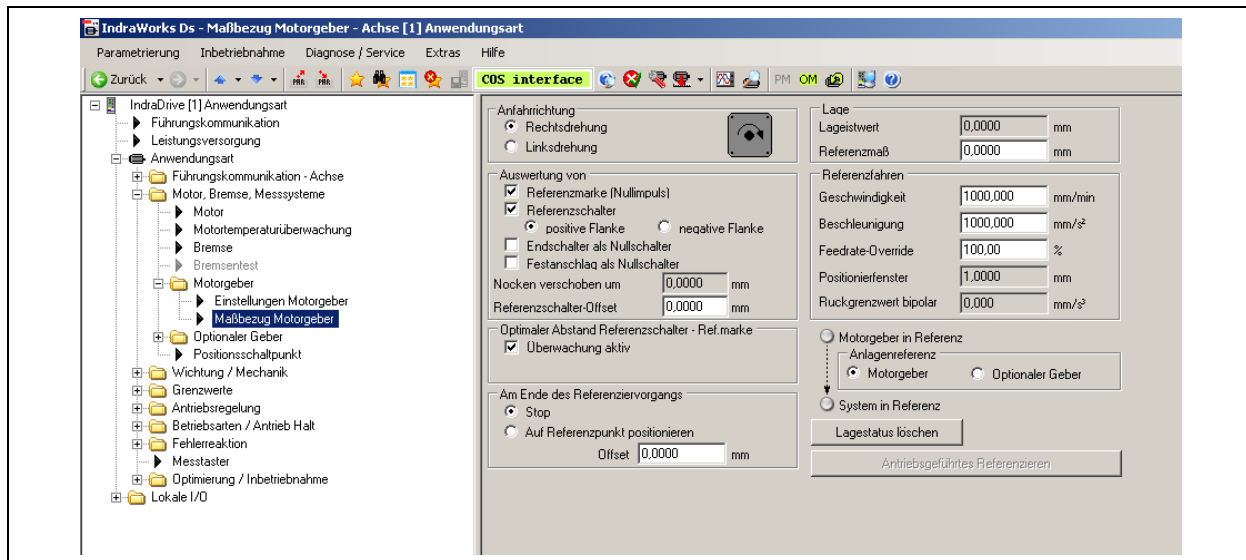 IndraWorks Ds - Maßbezug Motorgeber - Achse [1] Anwendungsart
Parametrierung Inbetriebnahme Diagnose / Service Extras Hilfe
Zurück PAR PAR COS interface PM OM
IndraDrive [1] Anwendungsart
Führungskommunikation
Leistungsversorgung
Anwendungsart
Führungskommunikation - Achse
Motor, Bremse, Messsysteme
Motor
Motortemperaturüberwachung
Bremse
Bremsentest
Motorgeber
Einstellungen Motorgeber
Maßbezug Motorgeber
Optionaler Geber
Positionsschaltpunkt
Wichtung / Mechanik
Grenzwerte
Antriebsregelung
Betriebsarten / Antrieb Halt
Fehlerreaktion
Messtaster
Optimierung / Inbetriebnahme
Lokale I/O
Anfahrrichtung
Rechtsdrehung
Linksdrehung
Auswertung von
Referenzmarke (Nullimpuls)
Referenzschalter
positive Flanke negative Flanke
Endschalter als Nullschalter
Festanschlag als Nullschalter
Nocken verschoben um 0,0000 mm
Referenzschalter-Offset 0,0000 mm
Optimaler Abstand Referenzschalter - Ref.marke
Überwachung aktiv
Am Ende des Referenziervorgangs
Stop
Auf Referenzpunkt positionieren
Offset 0,0000 mm
Lage
Lageistwert 0,0000 mm
Referenzmaß 0,0000 mm
Referenzfahren
Geschwindigkeit 1000,000 mm/min
Beschleunigung 1000,000 mm/s²
Feedrate-Override 100,00 %
Positionierfenster 1,0000 mm
Ruckgrenzwert bipolar 0,000 mm/s³
Motorgeber in Referenz
Anlagenreferenz
Motorgeber Optionaler Geber
System in Referenz
Lagestatus löschen
Antriebsgeführtes Referenzieren